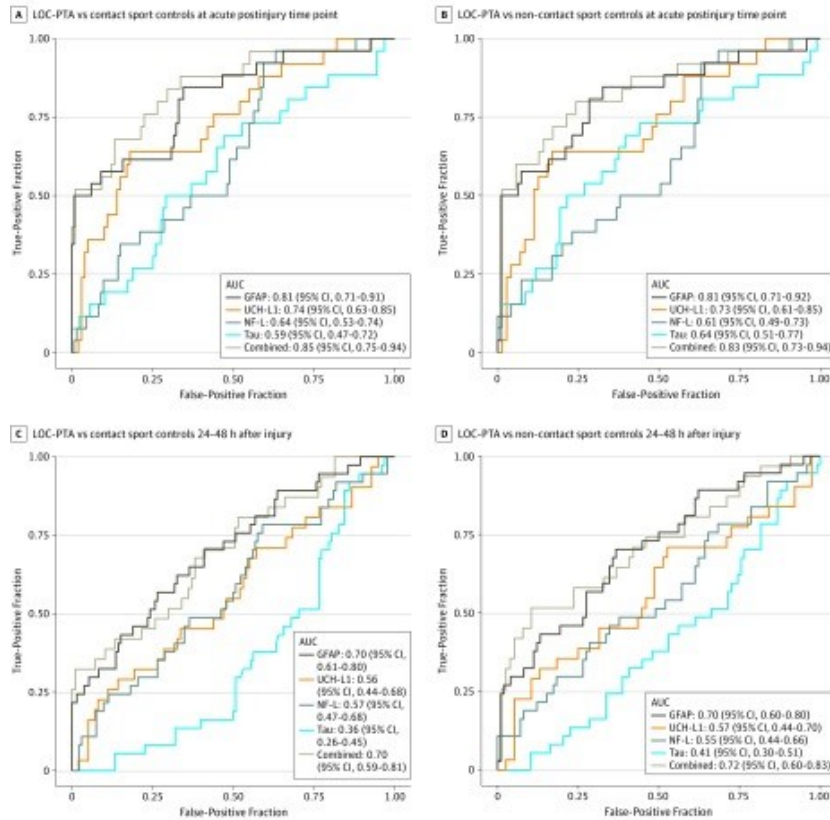 A LOC-PTA vs contact sport controls at acute postinjury time point
1.00
0.75
0.50
0.25
0
True-Positive Fraction
AUC
GFAP: 0.81 (95% CI, 0.71-0.91)
UCH-L1: 0.74 (95% CI, 0.63-0.85)
NF-L: 0.64 (95% CI, 0.53-0.74)
Tau: 0.59 (95% CI, 0.47-0.72)
Combined: 0.85 (95% CI, 0.75-0.94)
0 0.25 0.50 0.75 1.00
False-Positive Fraction
B LOC-PTA vs non-contact sport controls at acute postinjury time point
1.00
0.75
0.50
0.25
0
True-Positive Fraction
AUC
GFAP: 0.81 (95% CI, 0.71-0.92)
UCH-L1: 0.73 (95% CI, 0.61-0.85)
NF-L: 0.61 (95% CI, 0.49-0.73)
Tau: 0.64 (95% CI, 0.51-0.77)
Combined: 0.83 (95% CI, 0.73-0.94)
0 0.25 0.50 0.75 1.00
False-Positive Fraction
C LOC-PTA vs contact sport controls 24–48 h after injury
1.00
0.75
0.50
0.25
0
True-Positive Fraction
AUC
GFAP: 0.70 (95% CI,
0.61-0.80)
UCH-L1: 0.56
(95% CI, 0.44-0.68)
NF-L: 0.57 (95% CI,
0.47-0.68)
Tau: 0.36 (95% CI,
0.26-0.45)
Combined: 0.70
(95% CI, 0.59-0.81)
0 0.25 0.50 0.75 1.00
False-Positive Fraction
D LOC-PTA vs non-contact sport controls 24–48 h after injury
1.00
0.75
0.50
0.25
0
True-Positive Fraction
AUC
GFAP: 0.70 (95% CI, 0.60-0.80)
UCH-L1: 0.57 (95% CI, 0.44-0.70)
NF-L: 0.55 (95% CI, 0.44-0.66)
Tau: 0.41 (95% CI, 0.30-0.51)
Combined: 0.72 (95% CI, 0.60-0.83)
0 0.25 0.50 0.75 1.00
False-Positive Fraction